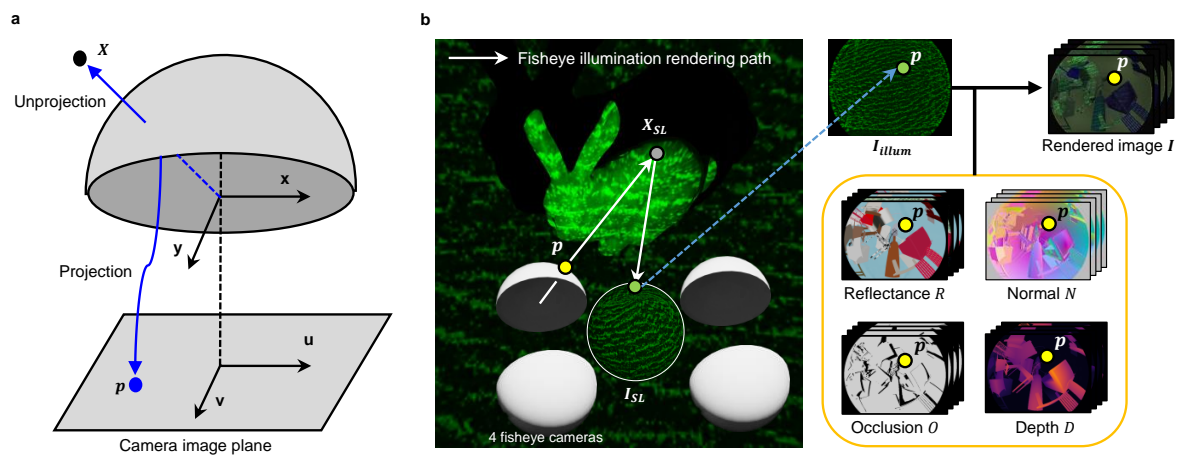 a
X
Unprojection
x
y
Projection
u
p
v
Camera image plane
b
Fisheye illumination rendering path
X_SL
p
I_SL
4 fisheye cameras
p
I_illum
p
Rendered image I
p
Reflectance R
p
Normal N
p
Occlusion O
p
Depth D